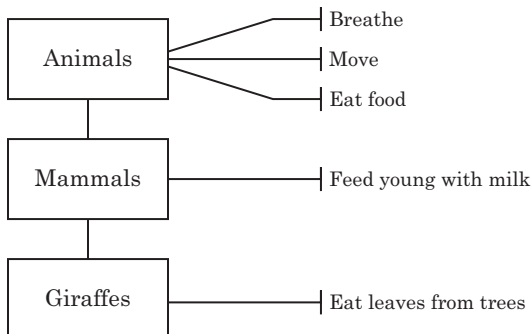 Breathe
Animals
Move
Eat food
Mammals
Feed young with milk
Giraffes
Eat leaves from trees